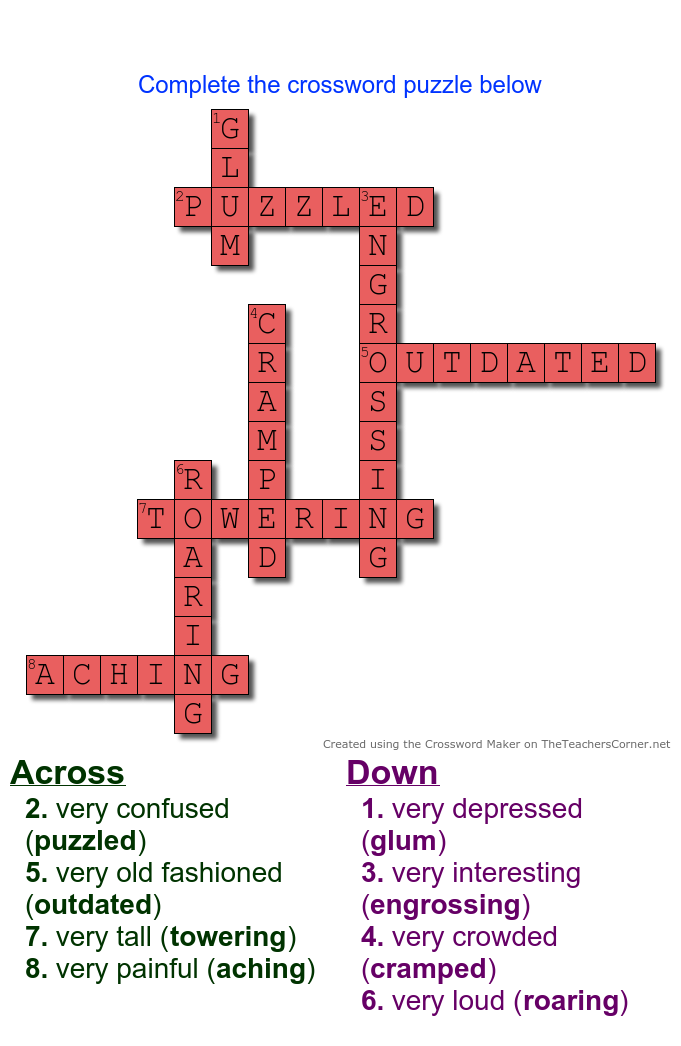 Complete the crossword puzzle below
1G
L
2PUZZL3ED
M N
G
4C R
R 5OUTDATED
A S
M S
6R P I
7TOWERING
A D G
R
I
8ACHING
G
Created using the Crossword Maker on TheTeachersCorner.net
Across
2. very confused
(puzzled)
5. very old fashioned
(outdated)
7. very tall (towering)
8. very painful (aching)
Down
1. very depressed
(glum)
3. very interesting
(engrossing)
4. very crowded
(cramped)
6. very loud (roaring)